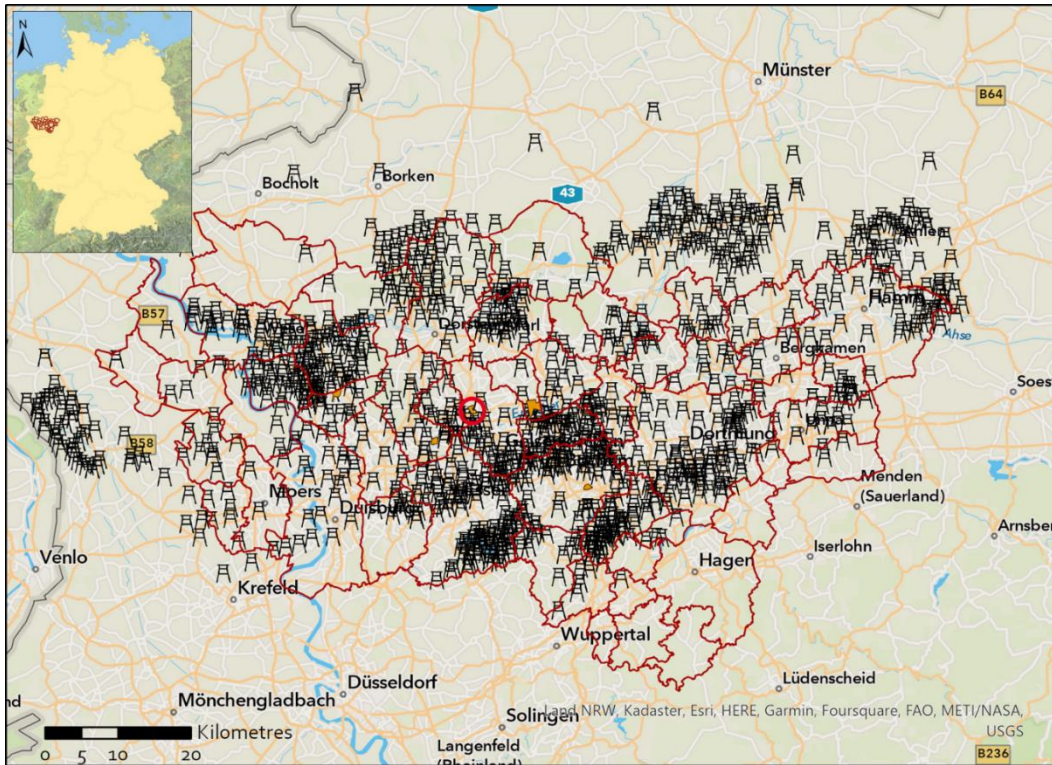 N
Münster
B64
Bocholt
Borken
43
B57
Hamm
Ahse
Bergkamen
Soest
Dortmund
B58
Moers
Duisburg
Menden
(Sauerland)
Arnsberg
Venlo
Iserlohn
Hagen
Krefeld
Wuppertal
Düsseldorf
Lüdenscheid
Mönchengladbach
Land NRW, Kadaster, Esri, HERE, Garmin, Foursquare, FAO, METI/NASA,
USGS
Solingen
Kilometres
0 5 10 20
Langenfeld
(Rheinland)
B236